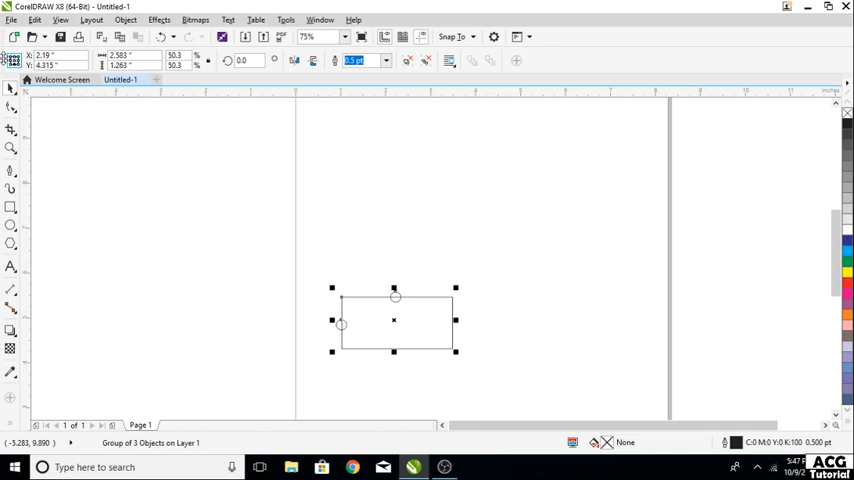 CorelDRAW X8 (64-Bit) - Untitled-1
File Edit View Layout Object Effects Bitmaps Text Table Tools Window Help
75% Snap To
X: 2.19 " 2.583 " 50.3 % 0.0 0.5 pt
Y: 4.315 " 1.263 " 50.3 %
Welcome Screen Untitled-1
inches
1 of 1 Page 1
( -5.283, 9.890 ) Group of 3 Objects on Layer 1 None C:0 M:0 Y:0 K:100 0.500 pt
Type here to search
5:47 P
10/9/2
ACG
Tutorial